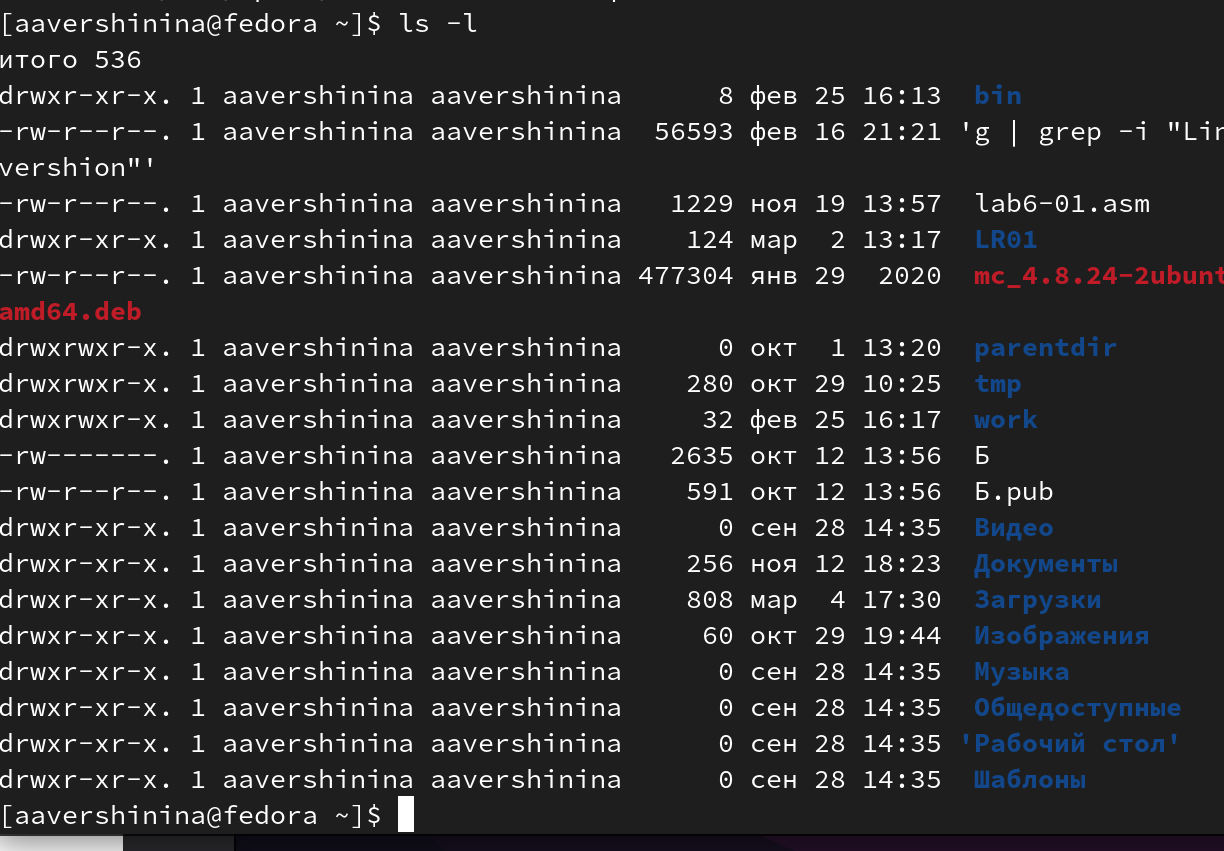 [aavershinina@fedora ~]$ ls -l
итого 536
drwxr-xr-x. 1 aavershinina aavershinina      8 фев 25 16:13  bin
-rw-r--r--. 1 aavershinina aavershinina  56593 фев 16 21:21 'g | grep -i "Lin
vershion"'
-rw-r--r--. 1 aavershinina aavershinina   1229 ноя 19 13:57  lab6-01.asm
drwxr-xr-x. 1 aavershinina aavershinina    124 мар  2 13:17  LR01
-rw-r--r--. 1 aavershinina aavershinina 477304 янв 29  2020  mc_4.8.24-2ubunt
amd64.deb
drwxrwxr-x. 1 aavershinina aavershinina      0 окт  1 13:20  parentdir
drwxrwxr-x. 1 aavershinina aavershinina    280 окт 29 10:25  tmp
drwxrwxr-x. 1 aavershinina aavershinina     32 фев 25 16:17  work
-rw-------. 1 aavershinina aavershinina   2635 окт 12 13:56  Б
-rw-r--r--. 1 aavershinina aavershinina    591 окт 12 13:56  Б.pub
drwxr-xr-x. 1 aavershinina aavershinina      0 сен 28 14:35  Видео
drwxr-xr-x. 1 aavershinina aavershinina    256 ноя 12 18:23  Документы
drwxr-xr-x. 1 aavershinina aavershinina    808 мар  4 17:30  Загрузки
drwxr-xr-x. 1 aavershinina aavershinina     60 окт 29 19:44  Изображения
drwxr-xr-x. 1 aavershinina aavershinina      0 сен 28 14:35  Музыка
drwxr-xr-x. 1 aavershinina aavershinina      0 сен 28 14:35  Общедоступные
drwxr-xr-x. 1 aavershinina aavershinina      0 сен 28 14:35 'Рабочий стол'
drwxr-xr-x. 1 aavershinina aavershinina      0 сен 28 14:35  Шаблоны
[aavershinina@fedora ~]$